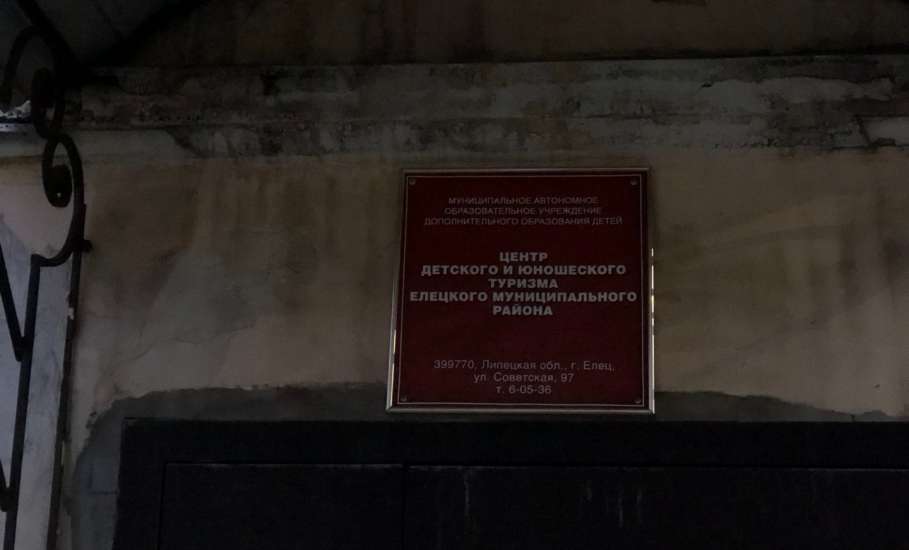 МУНИЦИПАЛЬНОЕ АВТОНОМНОЕ
ОБРАЗОВАТЕЛЬНОЕ УЧРЕЖДЕНИЕ
ДОПОЛНИТЕЛЬНОГО ОБРАЗОВАНИЯ ДЕТЕЙ
ЦЕНТР
ДЕТСКОГО И ЮНОШЕСКОГО
ТУРИЗМА
ЕЛЕЦКОГО МУНИЦИПАЛЬНОГО
РАЙОНА
399770, Липецкая обл., г. Елец,
ул. Советская, 97
т. 6-05-36